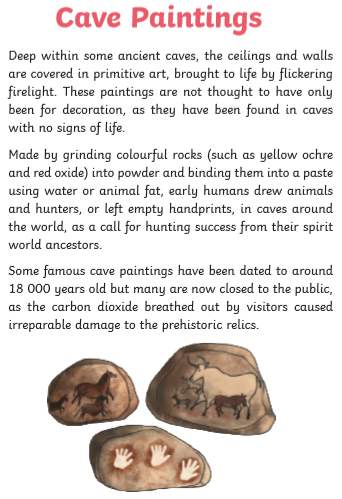 Cave Paintings
Deep within some ancient caves, the ceilings and walls
are covered in primitive art, brought to life by flickering
firelight. These paintings are not thought to have only
been for decoration, as they have been found in caves
with no signs of life.
Made by grinding colourful rocks (such as yellow ochre
and red oxide) into powder and binding them into a paste
using water or animal fat, early humans drew animals
and hunters, or left empty handprints, in caves around
the world, as a call for hunting success from their spirit
world ancestors.
Some famous cave paintings have been dated to around
18 000 years old but many are now closed to the public,
as the carbon dioxide breathed out by visitors caused
irreparable damage to the prehistoric relics.